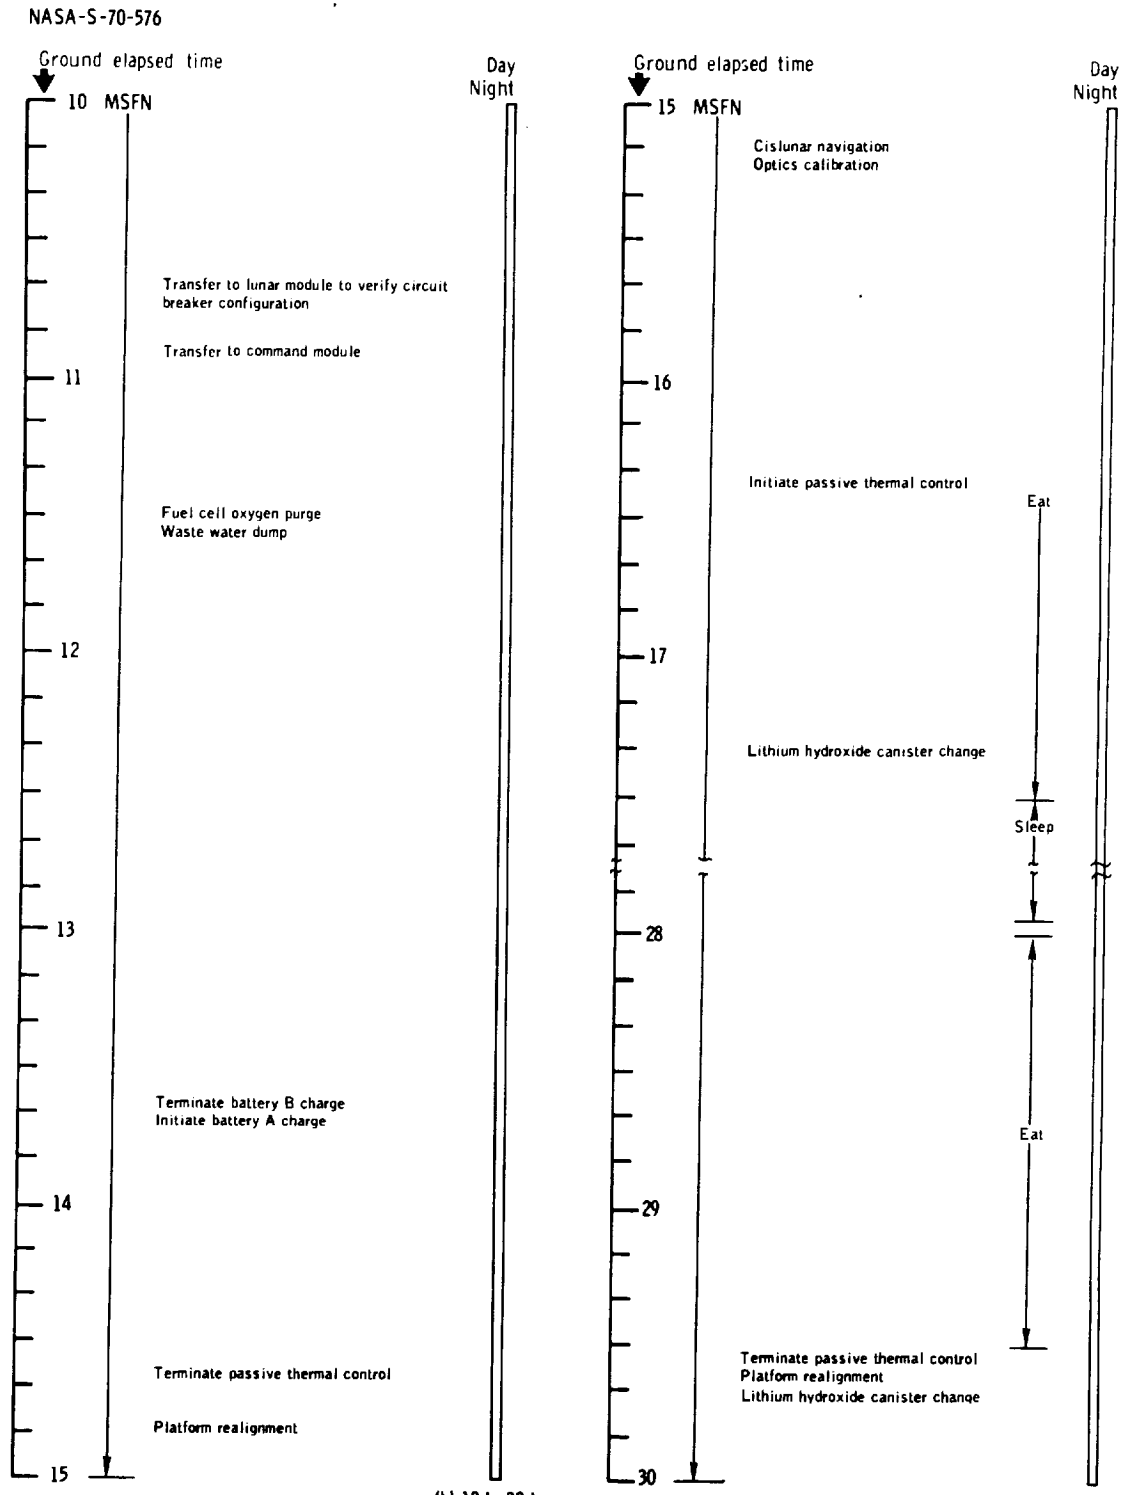 NASA-S-70-576
Ground elapsed time
Day
Night
10 MSFN
Transfer to lunar module to verify circuit
breaker configuration
Transfer to command module
11
Fuel cell oxygen purge
Waste water dump
12
13
Terminate battery B charge
Initiate battery A charge
14
Terminate passive thermal control
Platform realignment
15
Ground elapsed time
Day
Night
15 MSFN
Cislunar navigation
Optics calibration
16
Initiate passive thermal control
Eat
17
Lithium hydroxide canister change
Sleep
28
Eat
29
Terminate passive thermal control
Platform realignment
Lithium hydroxide canister change
30